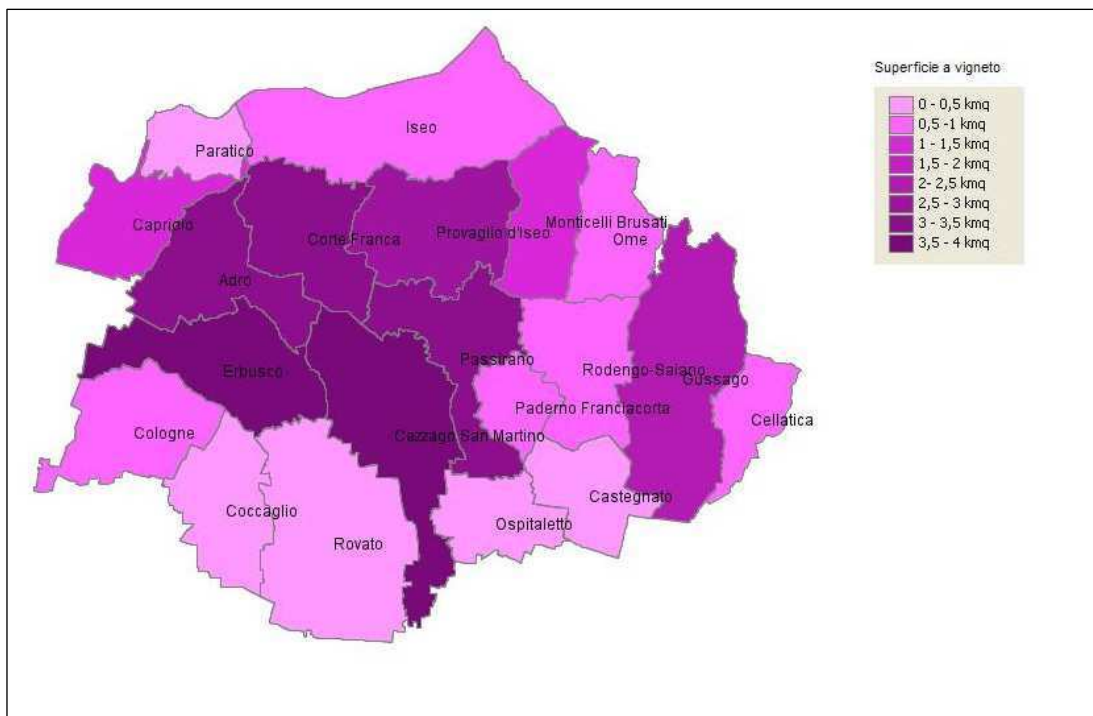 Superficie a vigneto
0 - 0,5 kmq
0,5 -1 kmq
1 - 1,5 kmq
1,5 - 2 kmq
2- 2,5 kmq
2,5 - 3 kmq
3 - 3,5 kmq
3,5 - 4 kmq
Iseo
Paratico
Capriolo
Corte Franca
Provaglio d'Iseo
Monticelli Brusati
Ome
Adro
Passirano
Erbusco
Rodengo-Saiano
Gussago
Paderno Franciacorta
Cellatica
Cologne
Cazzago San Martino
Castegnato
Coccaglio
Ospitaletto
Rovato